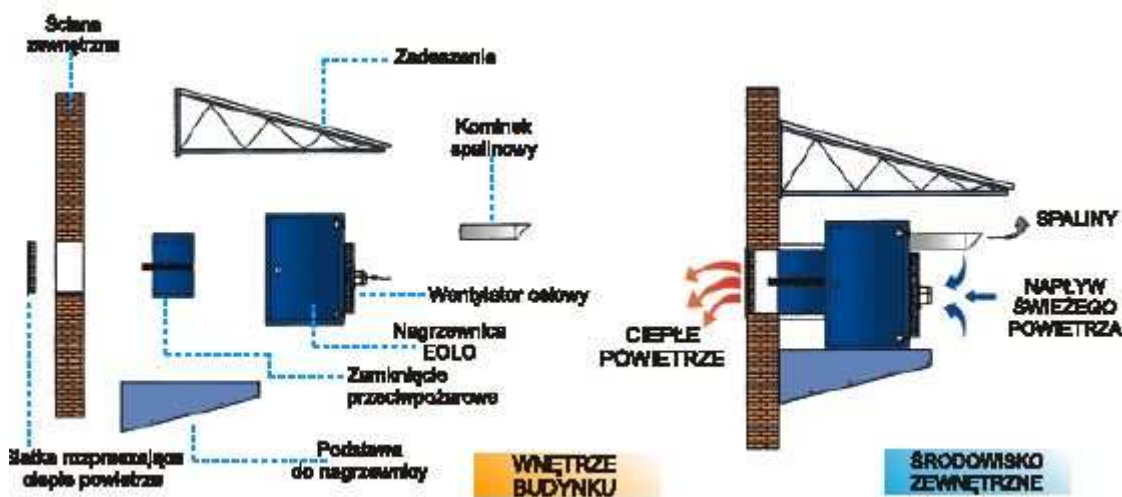 Ściana
zewnętrzna
Zadaszenie
Kominek
spalinowy
Wentylator osiowy
Nagrzewnica
EOLO
Zamknięcie
przeciwpożarowe
Siatka rozpraszająca
ciepłe powietrze
Podstawa
do nagrzewnicy
WNĘTRZE
BUDYNKU
SPALINY
NAPŁYW
ŚWIEŻEGO
POWIETRZA
CIEPŁE
POWIETRZE
ŚRODOWISKO
ZEWNĘTRZNE